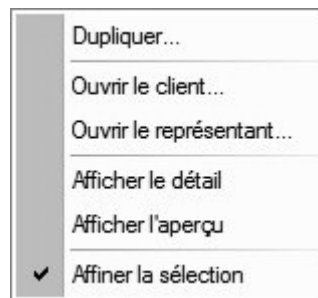 Dupliquer...
Ouvrir le client...
Ouvrir le représentant...
Afficher le détail
Afficher l'aperçu
Affiner la sélection